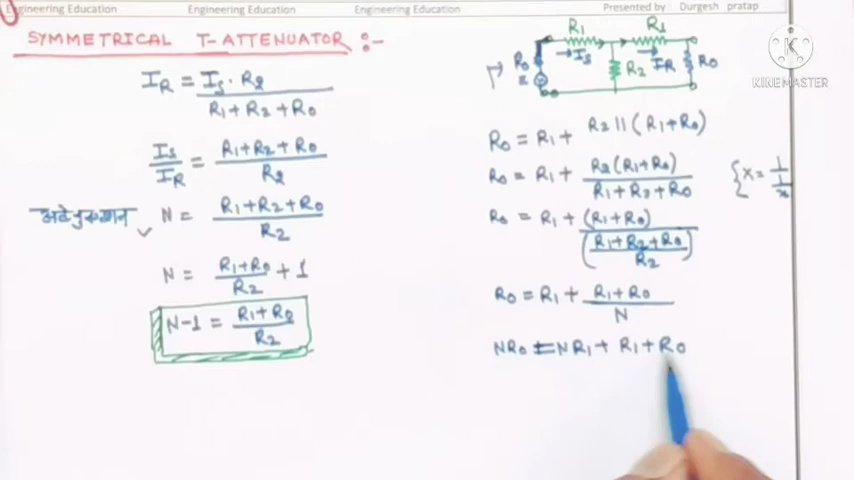 Engineering Education Engineering Education Engineering Education Presented by Durgesh pratap
SYMMETRICAL T-ATTENUATOR :-
IR = Is · R2 / R1 + R2 + R0
Is / IR = R1 + R2 + R0 / R2
N = R1 + R2 + R0 / R2
N = R1 + R0 / R2 + 1
N-1 = R1 + R0 / R2
R1 R1
R0 Is R2 IR R0
E
K
KINEMASTER
R0 = R1 + R2 || (R1 + R0)
R0 = R1 + R2 (R1 + R0) / R1 + R2 + R0
{ x = 1 / 1/x
R0 = R1 + (R1 + R0) / (R1 + R2 + R0 / R2)
R0 = R1 + R1 + R0 / N
NR0 = NR1 + R1 + R0